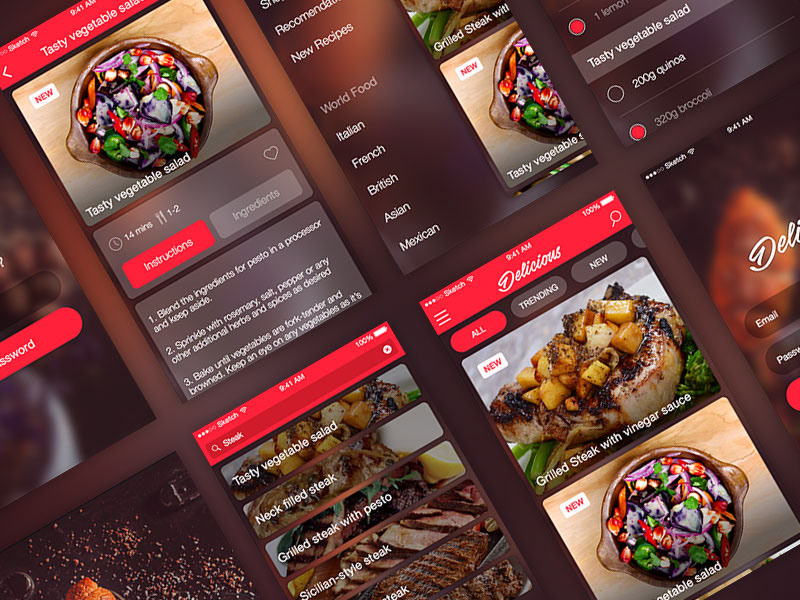 Sketch
9:41 AM
Tasty vegetable salad
NEW
Tasty vegetable salad
14 mins
1-2
Instructions
Ingredients
1. Blend the ingredients for pesto in a processor
and keep aside.
2. Sprinkle with rosemary, salt, pepper or any
other additional herbs and spices as desired
3. Bake until vegetables are fork-tender and
browned. Keep an eye on any vegetables as it's
?
Recomendation
New Recipes
World Food
Italian
French
British
Asian
Mexican
Grilled Steak with
NEW
Tasty vegetable
1 lemon
Tasty vegetable salad
200g quinoa
320g broccoli
Sketch
9:41 AM
Email
Sketch
9:41 AM
100%
Steak
Tasty vegetable salad
Neck filled steak
Grilled steak with pesto
Sicilian-style steak
Sketch
9:41 AM
100%
Delicious
ALL
TRENDING
NEW
NEW
Grilled Steak with vinegar sauce
NEW
vegetable salad